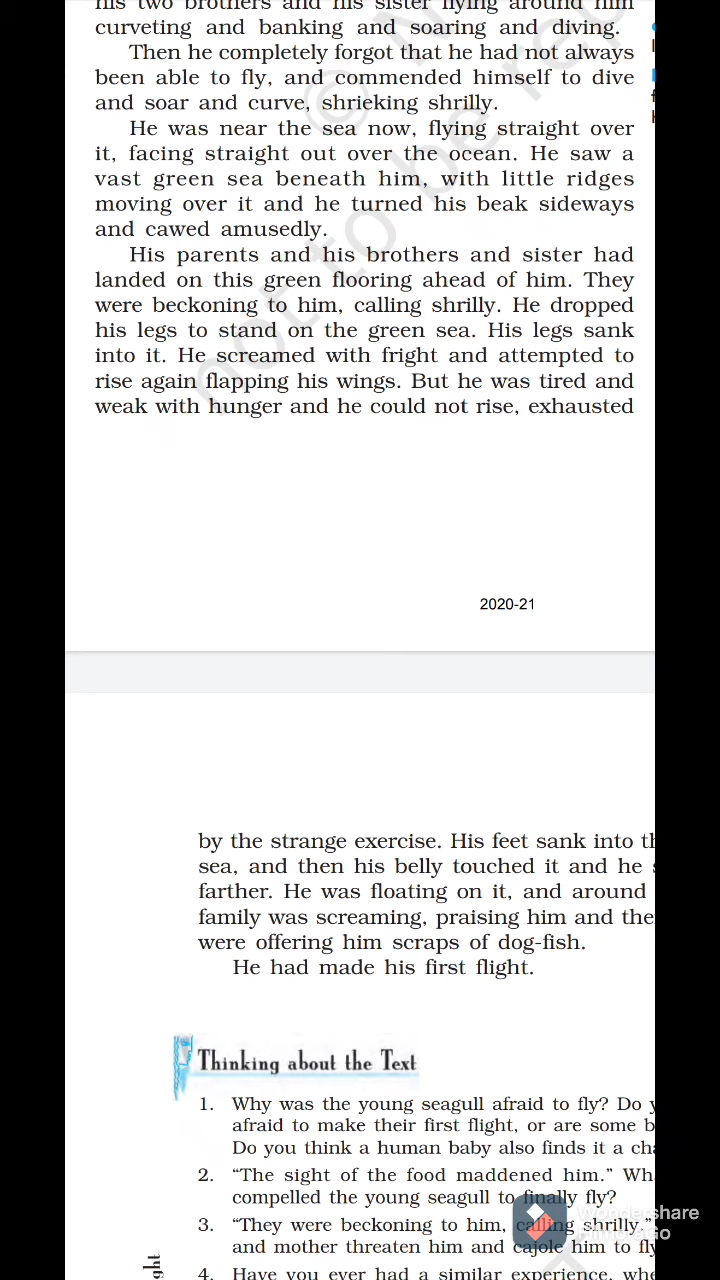 his two brothers and his sister flying around him
curveting and banking and soaring and diving.
Then he completely forgot that he had not always
been able to fly, and commended himself to dive
and soar and curve, shrieking shrilly.
He was near the sea now, flying straight over
it, facing straight out over the ocean. He saw a
vast green sea beneath him, with little ridges
moving over it and he turned his beak sideways
and cawed amusedly.
His parents and his brothers and sister had
landed on this green flooring ahead of him. They
were beckoning to him, calling shrilly. He dropped
his legs to stand on the green sea. His legs sank
into it. He screamed with fright and attempted to
rise again flapping his wings. But he was tired and
weak with hunger and he could not rise, exhausted
not to be rep
© N
2020-21
by the strange exercise. His feet sank into th
sea, and then his belly touched it and he s
farther. He was floating on it, and around
family was screaming, praising him and the
were offering him scraps of dog-fish.
He had made his first flight.
Thinking about the Text
1. Why was the young seagull afraid to fly? Do y
afraid to make their first flight, or are some b
Do you think a human baby also finds it a cha
2. “The sight of the food maddened him.” Wh
compelled the young seagull to finally fly?
3. “They were beckoning to him, calling shrilly.”
and mother threaten him and cajole him to fly
4. Have you ever had a similar experience, whe
ght
Wondershare
Filmora Go